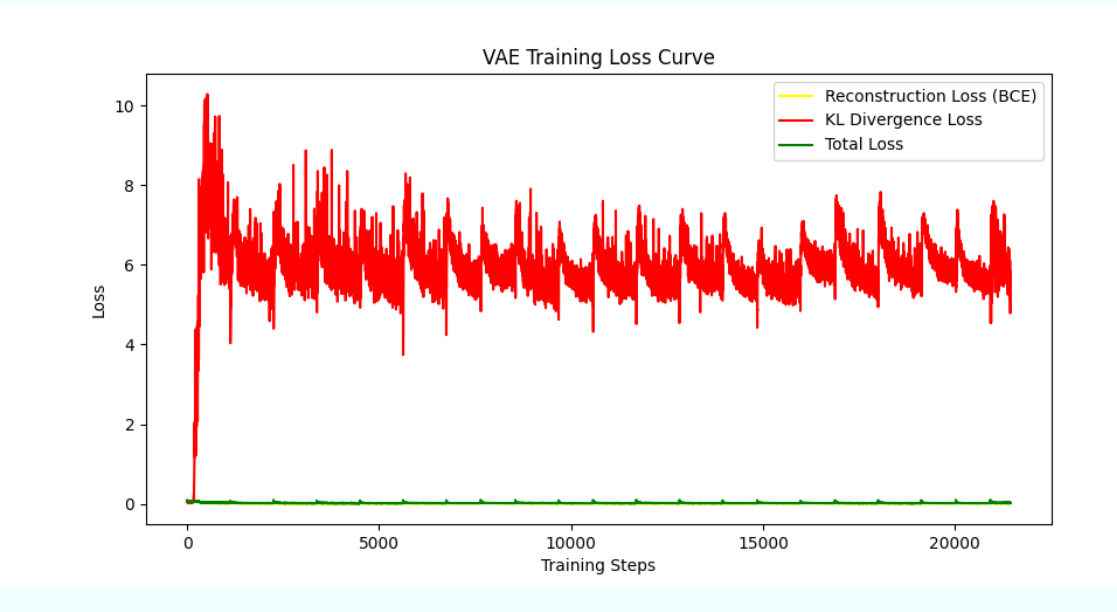 VAE Training Loss Curve
Reconstruction Loss (BCE)
KL Divergence Loss
Total Loss
Loss
10
8
6
4
2
0
0 5000 10000 15000 20000
Training Steps